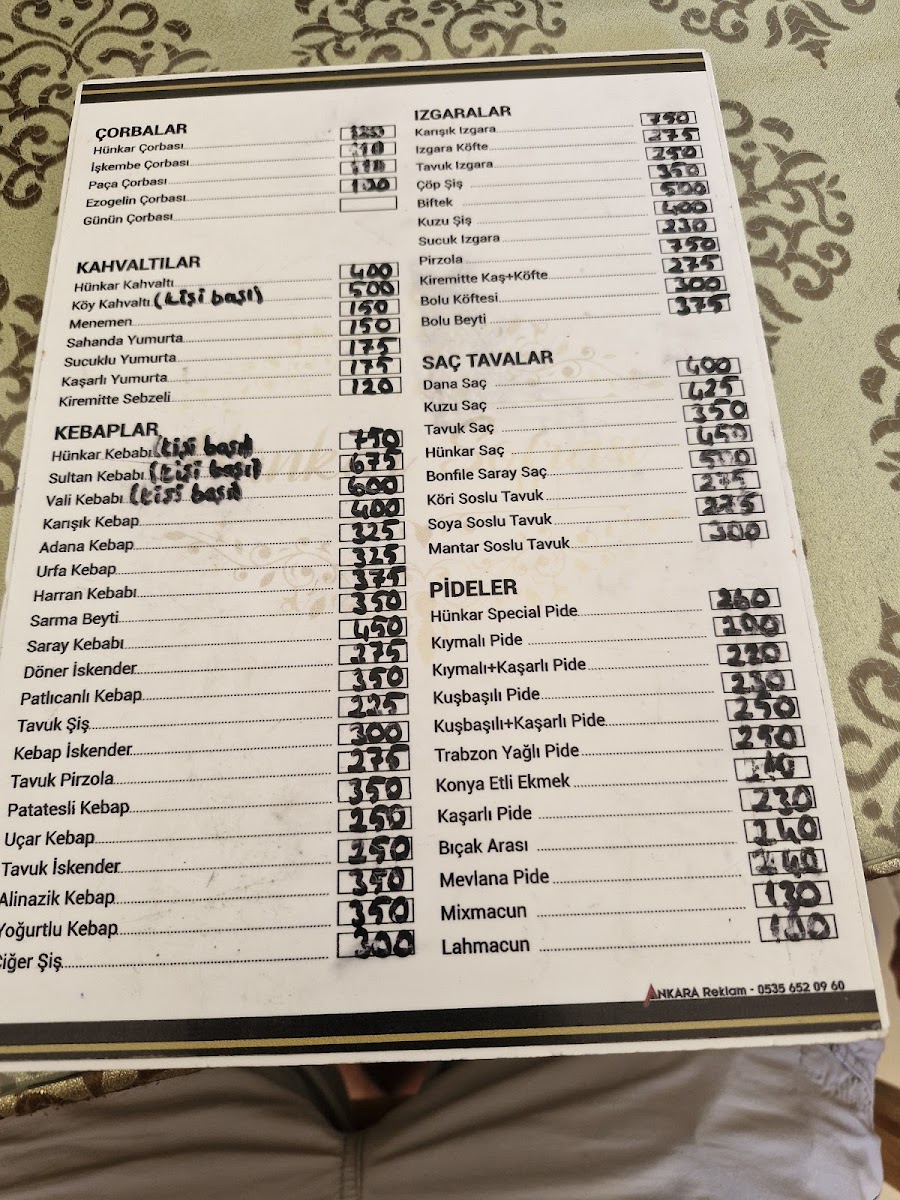 ÇORBALAR
Hünkar Çorbası 120
İşkembe Çorbası
Paça Çorbası
Ezogelin Çorbası
Günün Çorbası
KAHVALTILAR
Hünkar Kahvaltı 400
Köy Kahvaltı (kişi başı) 500
Menemen 150
Sahanda Yumurta 150
Sucuklu Yumurta 175
Kaşarlı Yumurta 175
Kiremitte Sebzeli 120
KEBAPLAR
Hünkar Kebabı (kişi başı) 750
Sultan Kebabı (kişi başı) 675
Vali Kebabı (kişi başı) 600
Karışık Kebap 400
Adana Kebap 325
Urfa Kebap 325
Harran Kebabı 375
Sarma Beyti 350
Saray Kebabı 450
Döner İskender 275
Patlıcanlı Kebap 350
Tavuk Şiş 225
Kebap İskender 300
Tavuk Pirzola 275
Patatesli Kebap 350
Uçar Kebap 250
Tavuk İskender 250
Alinazik Kebap 350
Yoğurtlu Kebap 350
Ciğer Şiş 300
IZGARALAR
Karışık Izgara 750
Izgara Köfte 275
Tavuk Izgara 250
Çöp Şiş 350
Biftek 500
Kuzu Şiş 400
Sucuk Izgara 230
Pirzola 750
Kiremitte Kaş+Köfte 275
Bolu Köftesi 300
Bolu Beyti 375
SAÇ TAVALAR
Dana Saç 400
Kuzu Saç 425
Tavuk Saç 350
Hünkar Saç 450
Bonfile Saray Saç 500
Köri Soslu Tavuk 275
Soya Soslu Tavuk 275
Mantar Soslu Tavuk 300
PİDELER
Hünkar Special Pide 260
Kıymalı Pide
Kıymalı+Kaşarlı Pide 220
Kuşbaşılı Pide 230
Kuşbaşılı+Kaşarlı Pide 250
Trabzon Yağlı Pide 250
Konya Etli Ekmek
Kaşarlı Pide 230
Bıçak Arası 240
Mevlana Pide 240
Mixmacun 130
Lahmacun 100
ANKARA Reklam - 0535 652 09 60